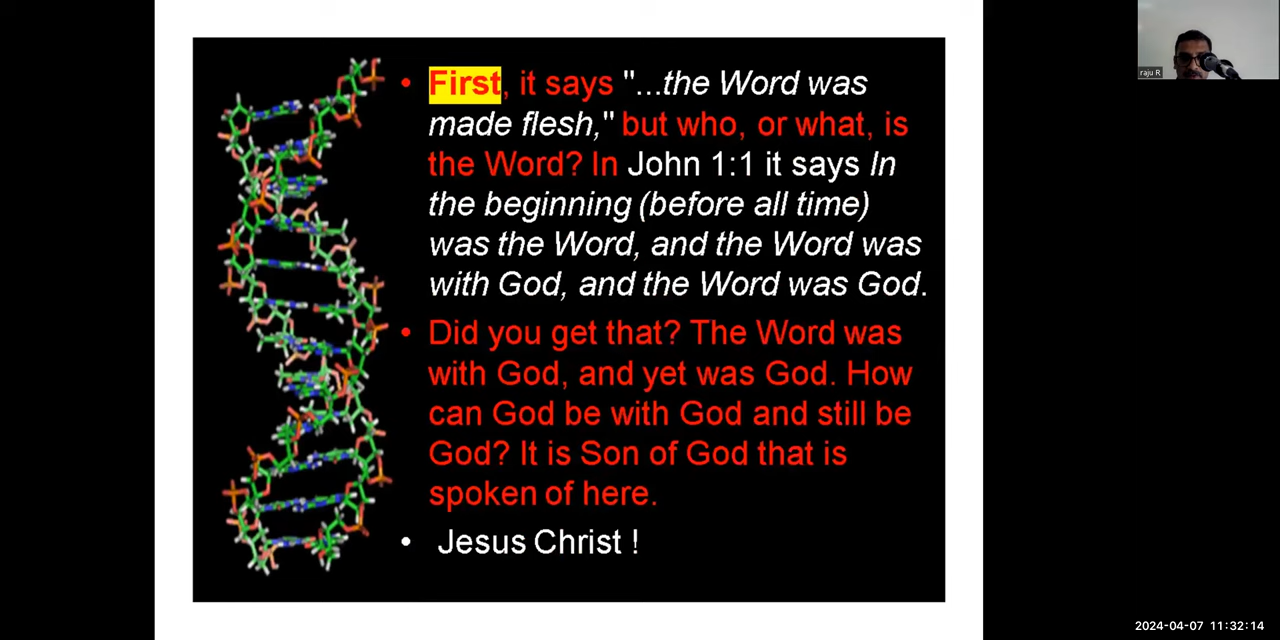 • First, it says "...the Word was
made flesh," but who, or what, is
the Word? In John 1:1 it says In
the beginning (before all time)
was the Word, and the Word was
with God, and the Word was God.
• Did you get that? The Word was
with God, and yet was God. How
can God be with God and still be
God? It is Son of God that is
spoken of here.
• Jesus Christ !
raju R
2024-04-07 11:32:14